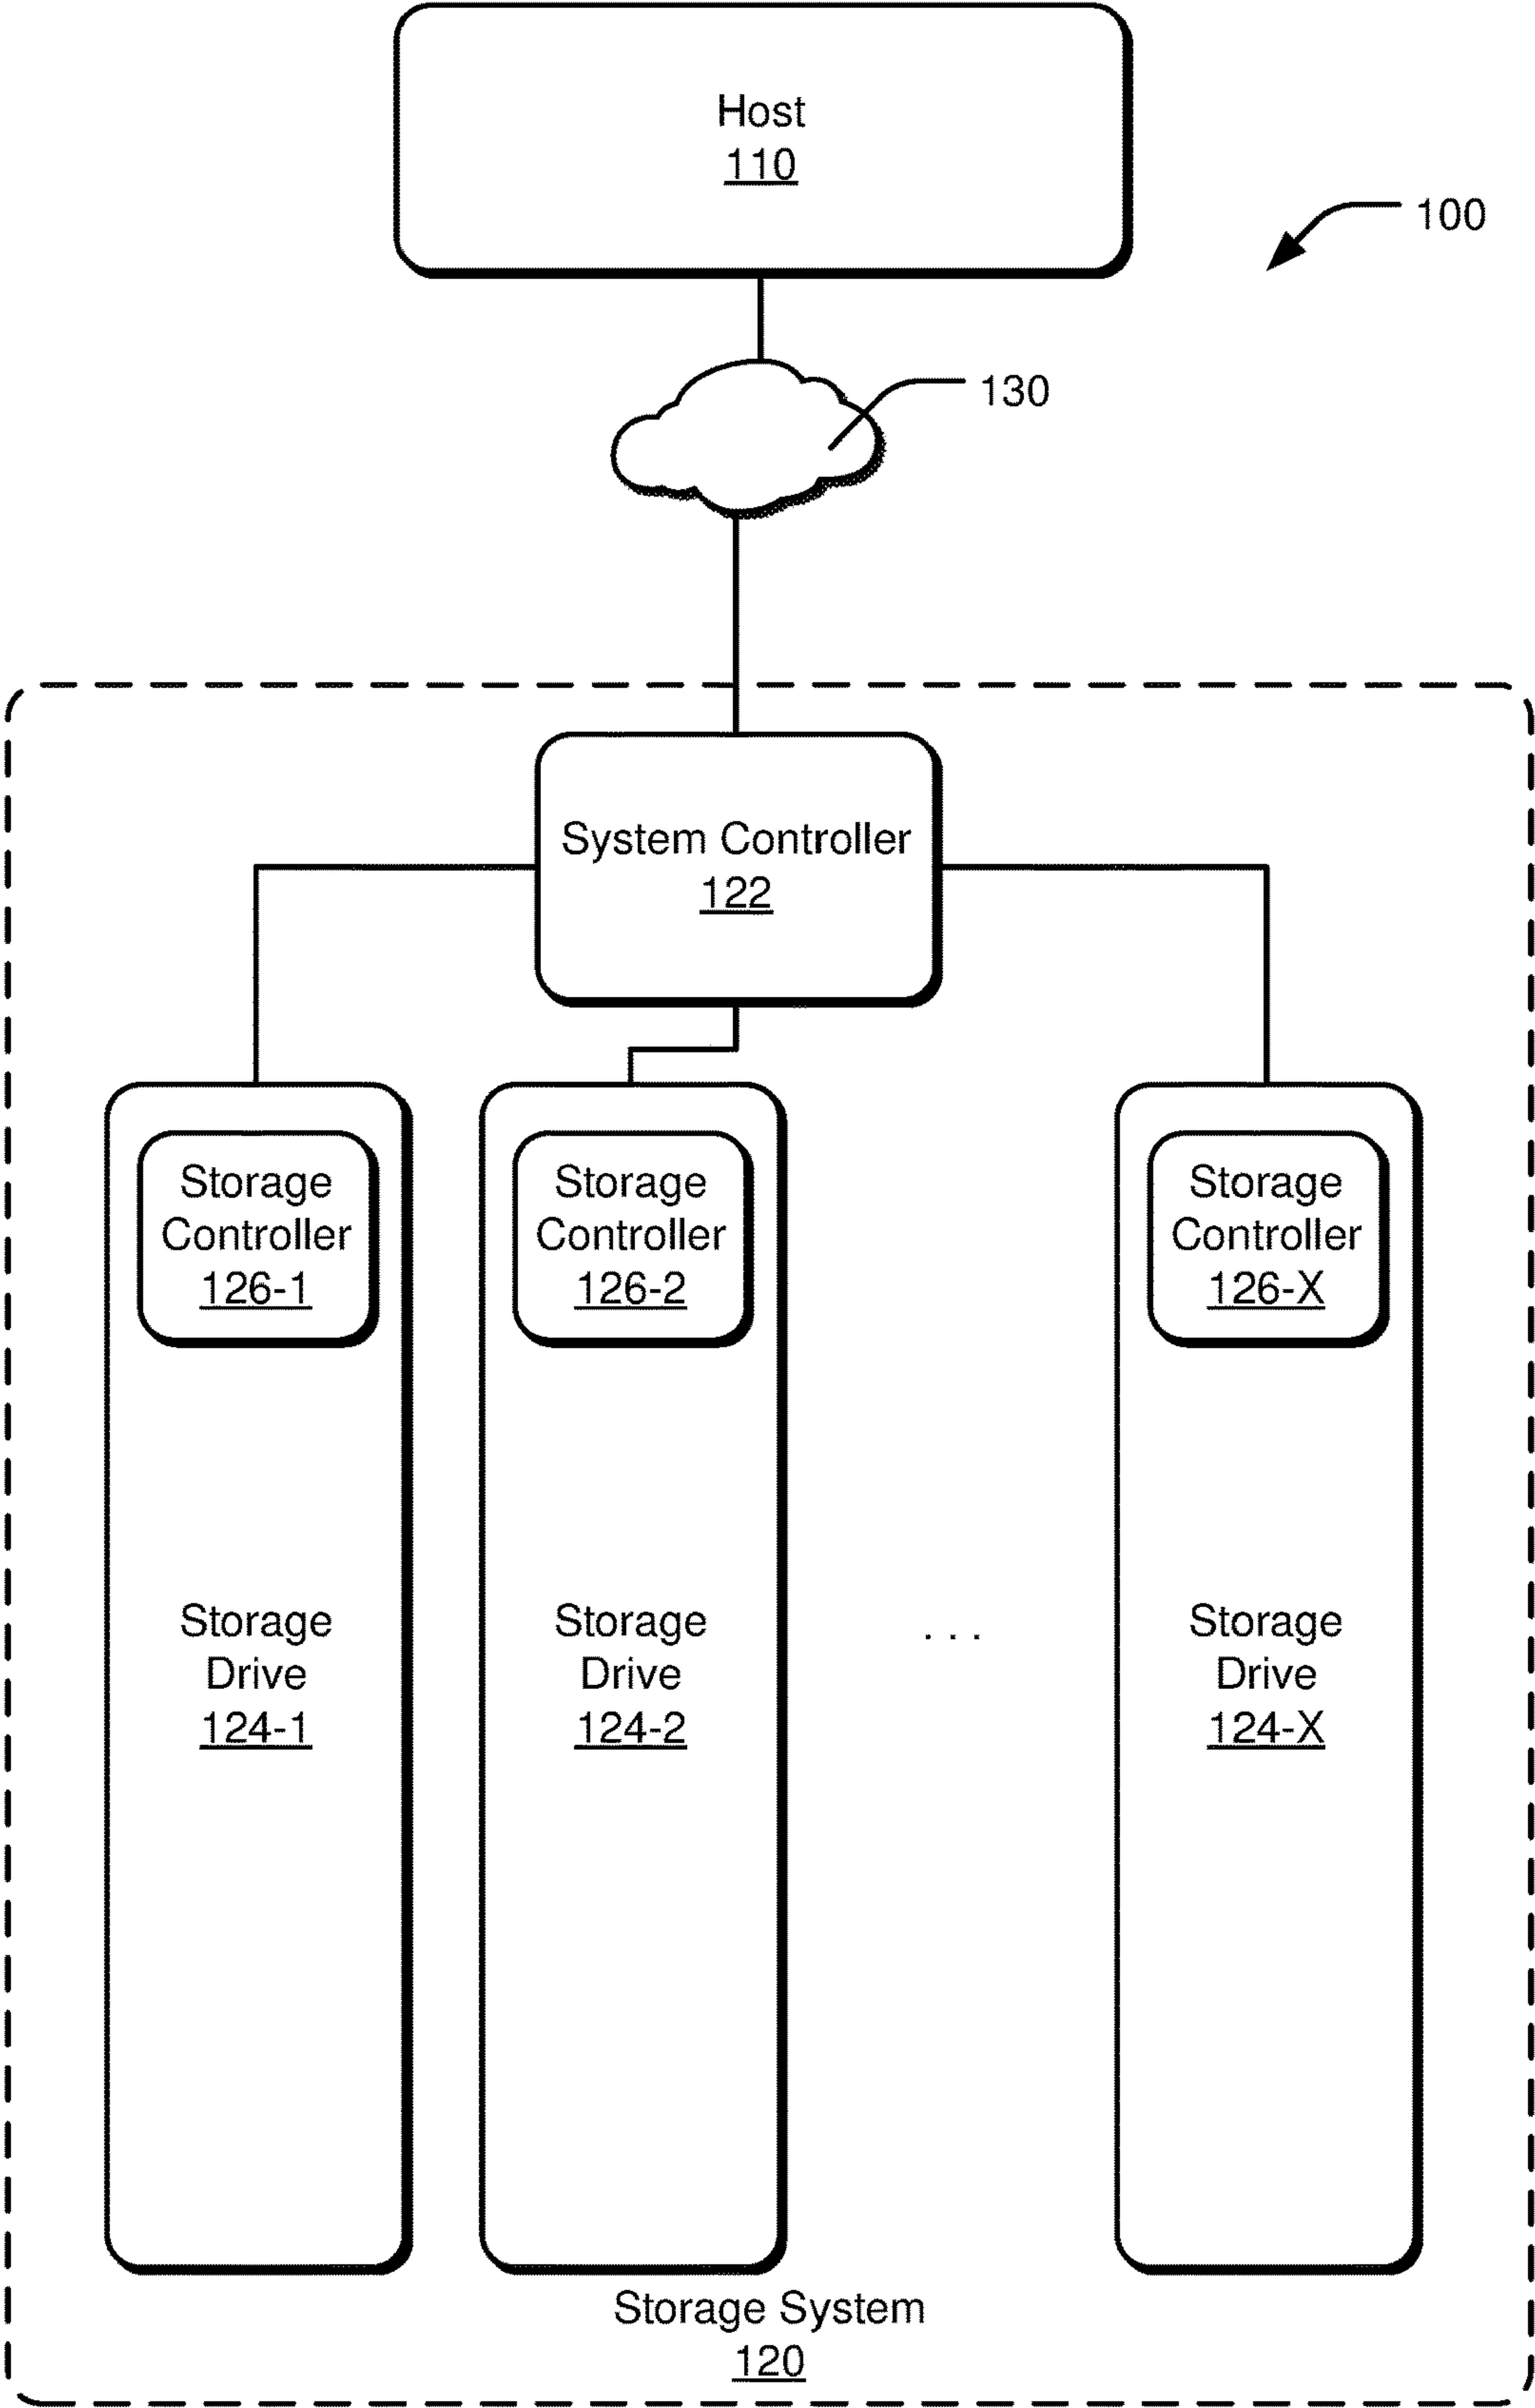 Host
110
100
130
System Controller
122
Storage
Controller
126-1
Storage
Controller
126-2
Storage
Controller
126-X
Storage
Drive
124-1
Storage
Drive
124-2
. . .
Storage
Drive
124-X
Storage System
120